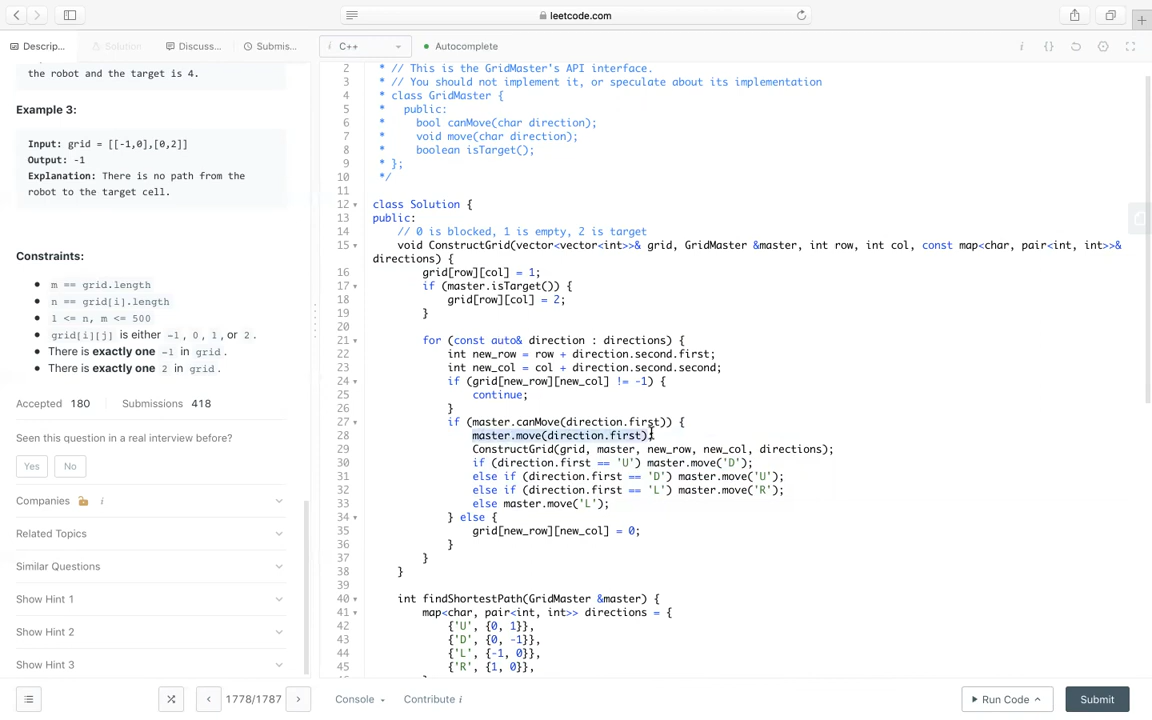 leetcode.com
Descrip...
Solution
Discuss...
Submis...
i C++
Autocomplete
i {}
the robot and the target is 4.
Example 3:
Input: grid = [[-1,0],[0,2]]
Output: -1
Explanation: There is no path from the
robot to the target cell.
Constraints:
m == grid.length
n == grid[i].length
1 <= n, m <= 500
grid[i][j] is either -1, 0, 1, or 2.
There is exactly one -1 in grid.
There is exactly one 2 in grid.
Accepted 180 Submissions 418
Seen this question in a real interview before?
Yes No
Companies i
Related Topics
Similar Questions
Show Hint 1
Show Hint 2
Show Hint 3
2 * // This is the GridMaster's API interface.
3 * // You should not implement it, or speculate about its implementation
4 * class GridMaster {
5 * public:
6 * bool canMove(char direction);
7 * void move(char direction);
8 * boolean isTarget();
9 * };
10 */
11
12 class Solution {
13 public:
14 // 0 is blocked, 1 is empty, 2 is target
15 void ConstructGrid(vector<vector<int>>& grid, GridMaster &master, int row, int col, const map<char, pair<int, int>>&
directions) {
16 grid[row][col] = 1;
17 if (master.isTarget()) {
18 grid[row][col] = 2;
19 }
20
21 for (const auto& direction : directions) {
22 int new_row = row + direction.second.first;
23 int new_col = col + direction.second.second;
24 if (grid[new_row][new_col] != -1) {
25 continue;
26 }
27 if (master.canMove(direction.first)) {
28 master.move(direction.first);
29 ConstructGrid(grid, master, new_row, new_col, directions);
30 if (direction.first == 'U') master.move('D');
31 else if (direction.first == 'D') master.move('U');
32 else if (direction.first == 'L') master.move('R');
33 else master.move('L');
34 } else {
35 grid[new_row][new_col] = 0;
36 }
37 }
38 }
39
40 int findShortestPath(GridMaster &master) {
41 map<char, pair<int, int>> directions = {
42 {'U', {0, 1}},
43 {'D', {0, -1}},
44 {'L', {-1, 0}},
45 {'R', {1, 0}},
1778/1787
Console
Contribute i
Run Code
Submit